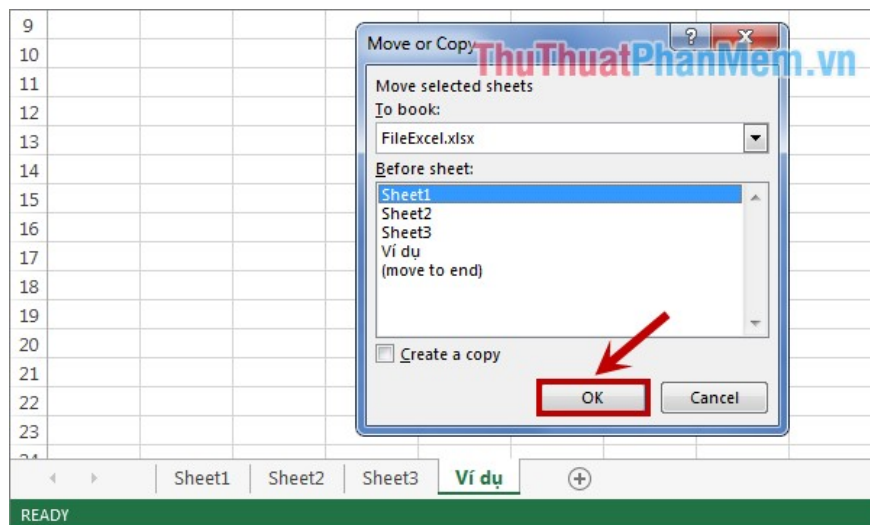 9
10
11
12
13
14
15
16
17
18
19
20
21
22
23
24
Move or Copy
?
X
ThuThuatPhanMem.vn
Move selected sheets
To book:
FileExcel.xlsx
Before sheet:
Sheet1
Sheet2
Sheet3
Ví dụ
(move to end)
Create a copy
OK
Cancel
Sheet1
Sheet2
Sheet3
Ví dụ
READY